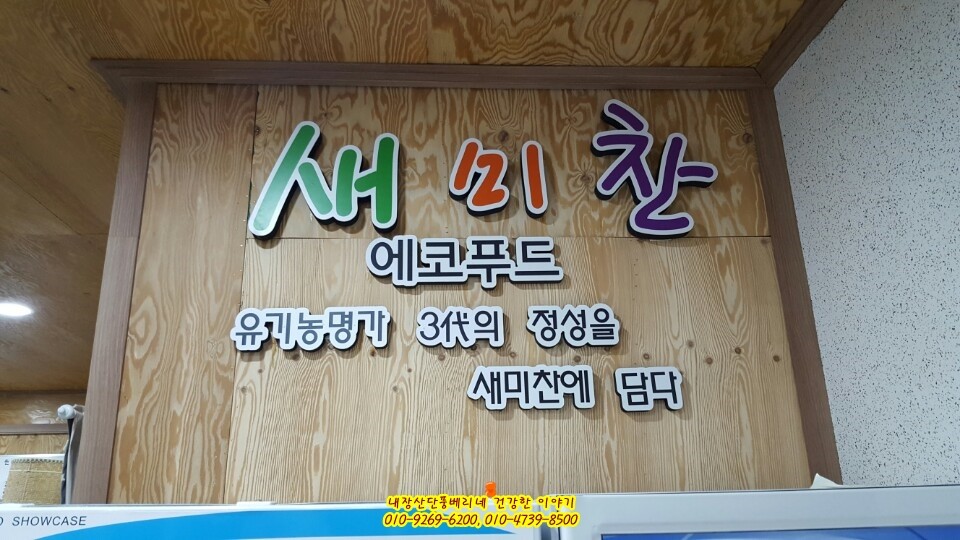 새미찬
에코푸드
유기농명가 3代의 정성을
새미찬에 담다
SHOWCASE
내장산단풍베리네 건강한 이야기
010-9269-6200, 010-4739-8500